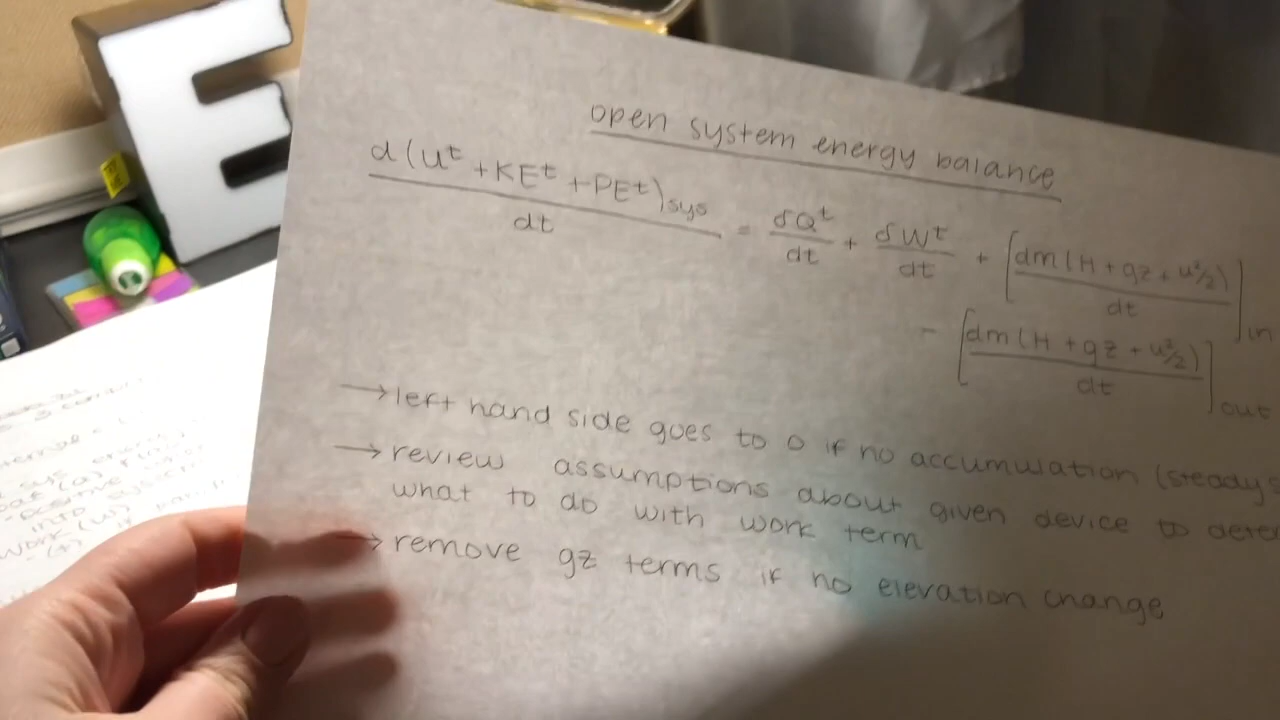 E
open system energy balance
d(U^t + KE^t + PE^t)sys / dt = δQ^t / dt + δW^t / dt + [dm(H + gz + u²/2) / dt]in
- [dm(H + gz + u²/2) / dt]out
→ left hand side goes to 0 if no accumulation (steady
→ review assumptions about given device to
what to do with work term
→ remove gz terms if no elevation change
into
work (W)
(+)